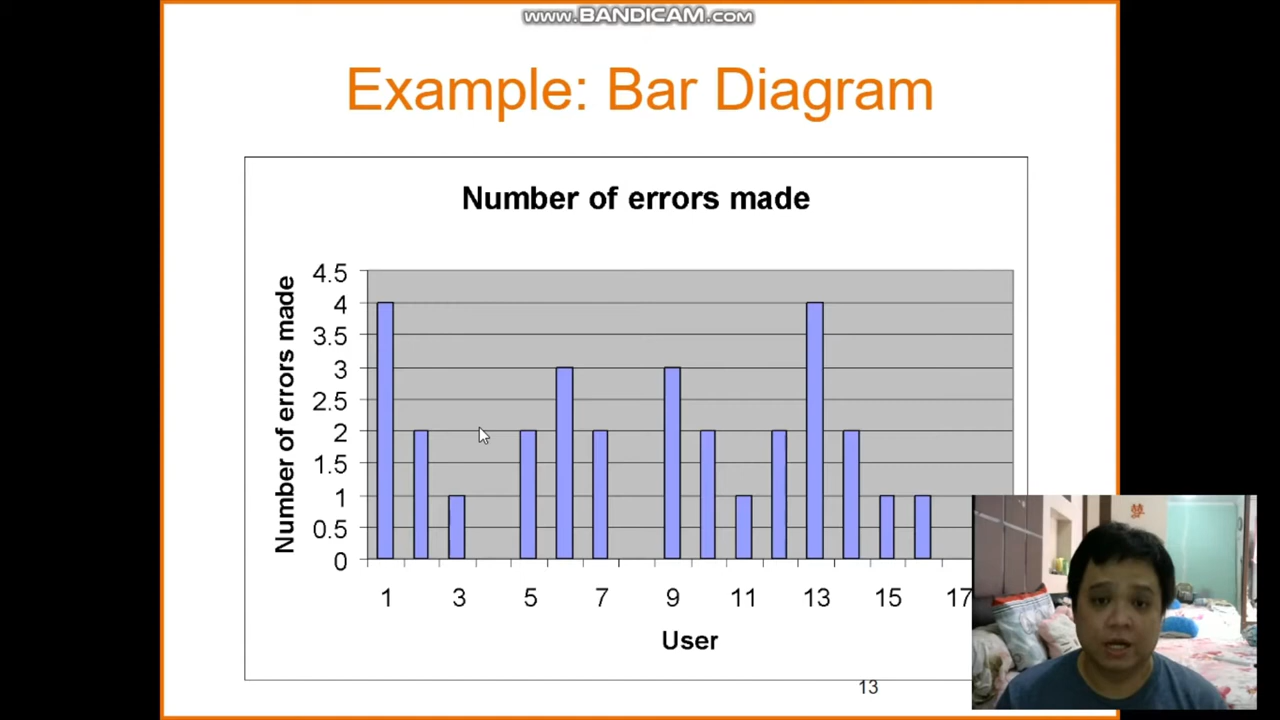 www.BANDICAM.com
Example: Bar Diagram
Number of errors made
Number of errors made
4.5
4
3.5
3
2.5
2
1.5
1
0.5
0
1 3 5 7 9 11 13 15 17
User
13